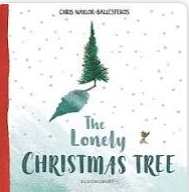 CHRIS NAYLOR-BALLESTEROS
The
Lonely
CHRISTMAS TREE
BLOOMSBURY